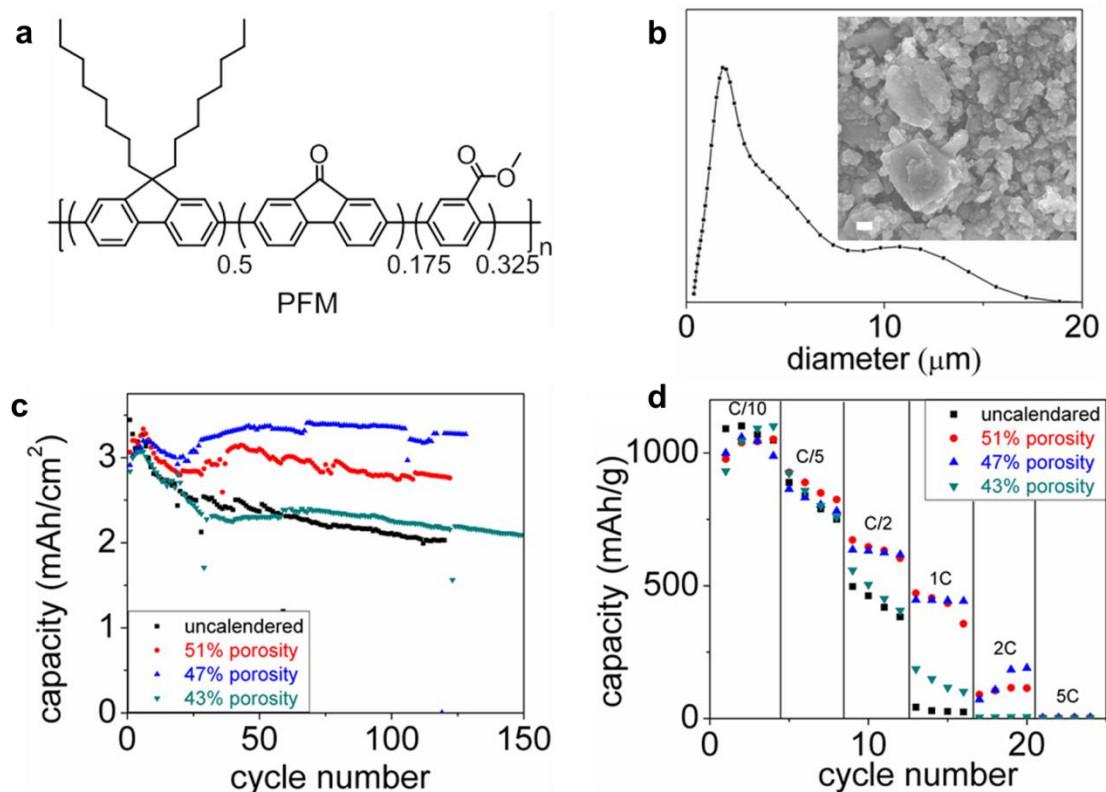 a
O
O
O
0.5
0.175
0.325
n
PFM
b
0
10
20
diameter (μm)
c
capacity (mAh/cm²)
3
2
1
0
uncalendered
51% porosity
47% porosity
43% porosity
0
50
100
150
cycle number
d
capacity (mAh/g)
1000
500
0
C/10
C/5
C/2
1C
2C
5C
uncalendared
51% porosity
47% porosity
43% porosity
0
10
20
cycle number